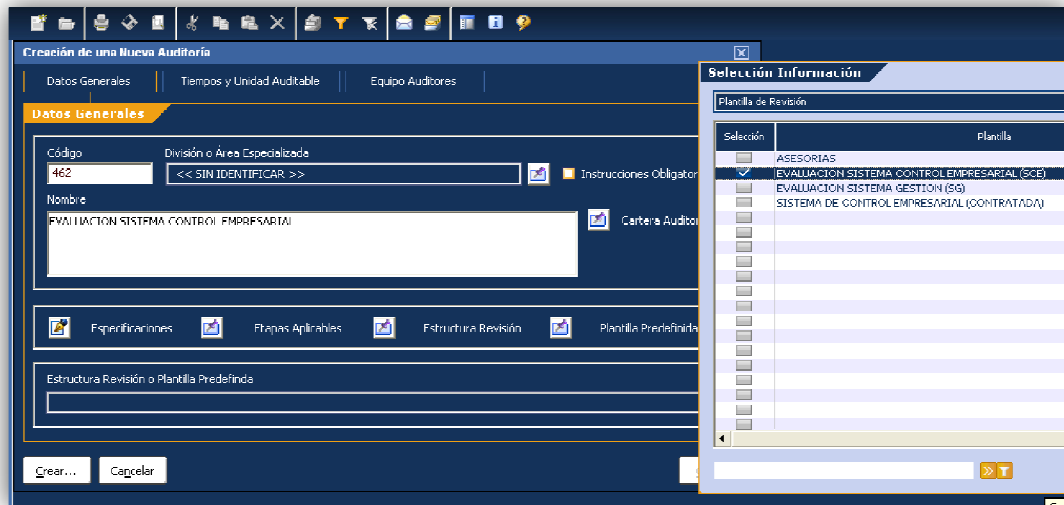 Creación de una Nueva Auditoría
Datos Generales
Tiempos y Unidad Auditable
Equipo Auditores
Datos Generales
Código
División o Área Especializada
462
<< SIN IDENTIFICAR >>
Instrucciones Obligator
Nombre
EVALUACION SISTEMA CONTROL EMPRESARIAL
Cartera Auditor
Especificaciones
Etapas Aplicables
Estructura Revisión
Plantilla Predefinida
Estructura Revisión o Plantilla Predefinda
Crear...
Cancelar
Selección Información
Plantilla de Revisión
Selección
Plantilla
ASESORIAS
EVALUACION SISTEMA CONTROL EMPRESARIAL (SCE)
EVALUACION SISTEMA GESTION (SG)
SISTEMA DE CONTROL EMPRESARIAL (CONTRATADA)